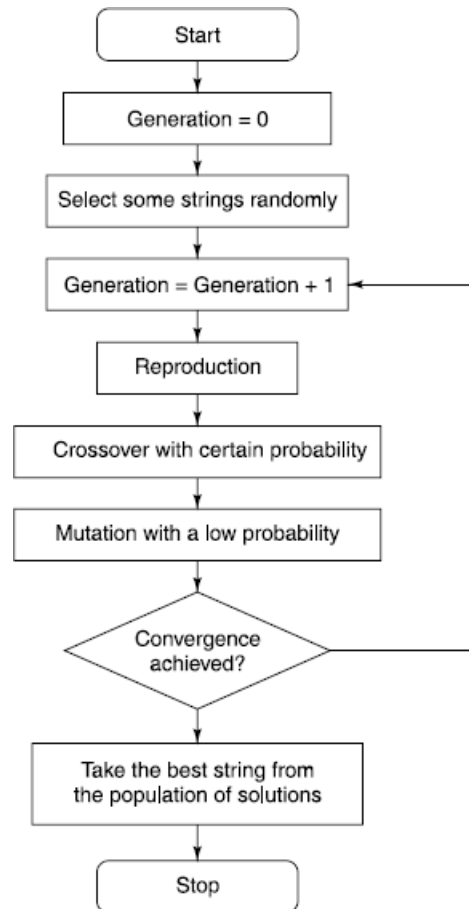 Start
Generation = 0
Select some strings randomly
Generation = Generation + 1
Reproduction
Crossover with certain probability
Mutation with a low probability
Convergence
achieved?
Take the best string from
the population of solutions
Stop